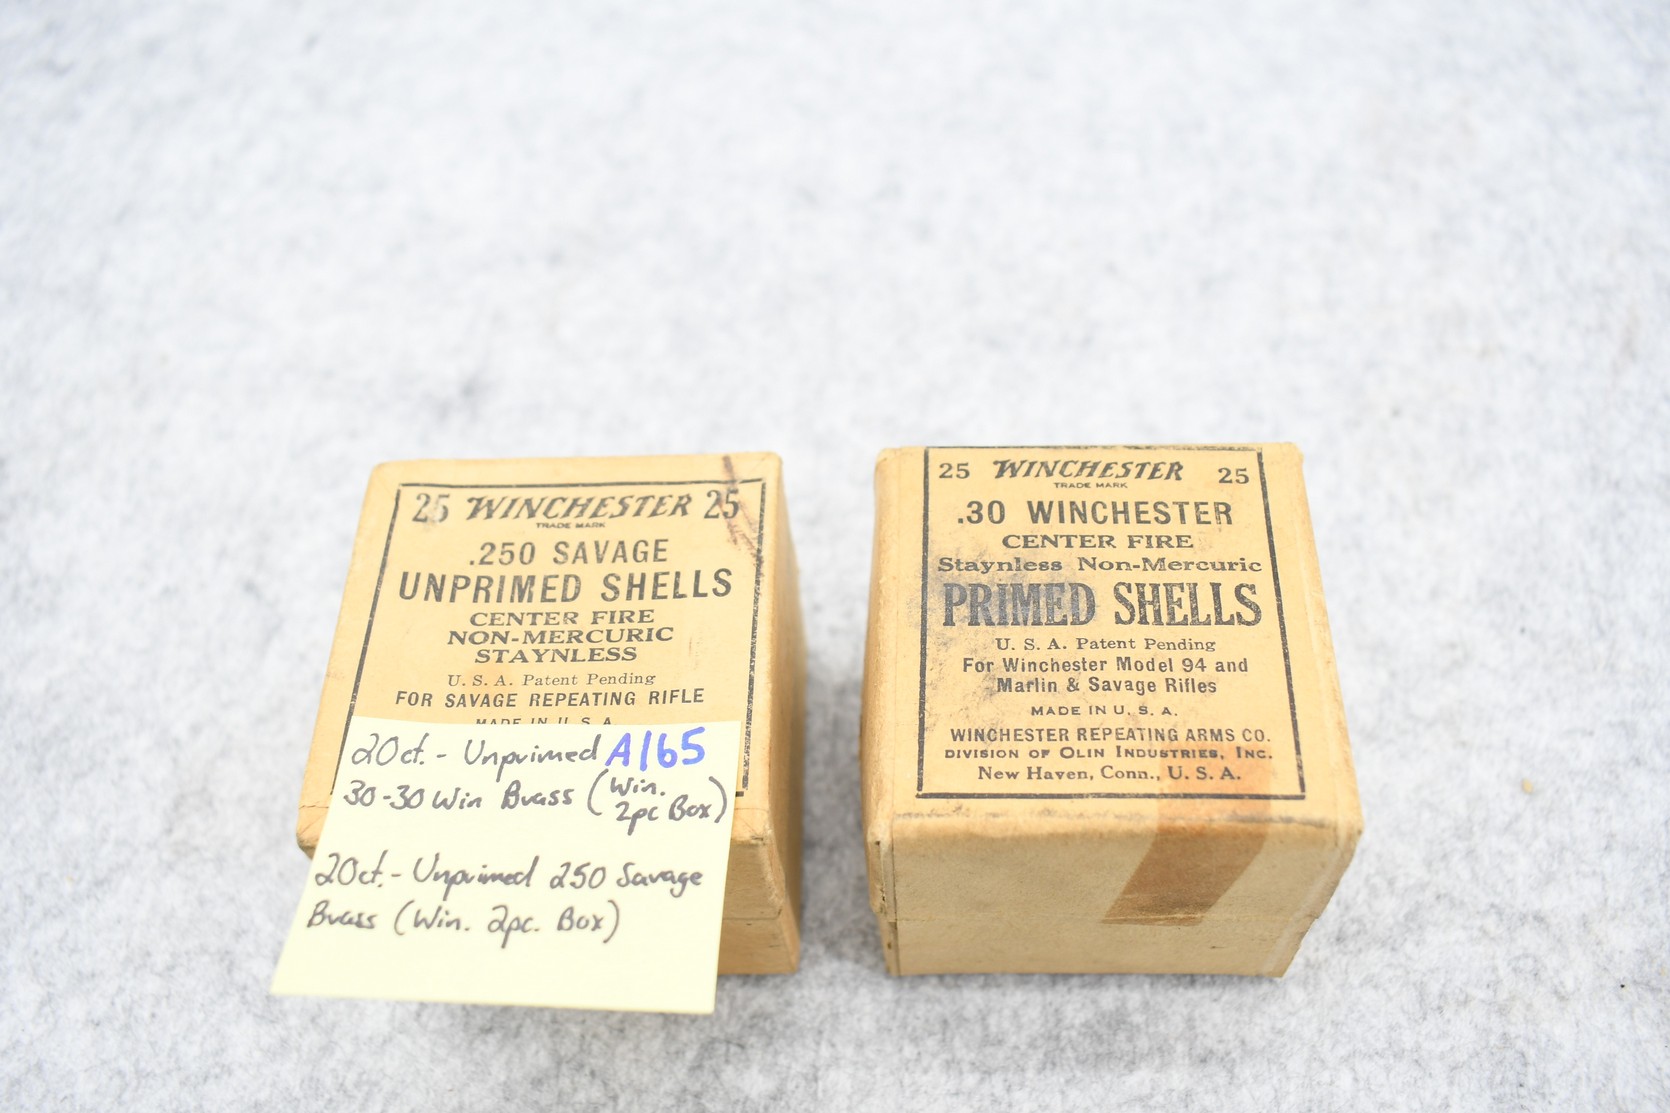 25 WINCHESTER 25
TRADE MARK
.250 SAVAGE
UNPRIMED SHELLS
CENTER FIRE
NON-MERCURIC
STAYNLESS
U. S. A. Patent Pending
FOR SAVAGE REPEATING RIFLE
MADE IN U. S. A.
20ct. - Unprimed A165
30-30 Win Brass (Win.
2pc Box)
20ct. - Unprimed 250 Savage
Brass (Win. 2pc. Box)
25 WINCHESTER 25
TRADE MARK
.30 WINCHESTER
CENTER FIRE
Staynless Non-Mercuric
PRIMED SHELLS
U. S. A. Patent Pending
For Winchester Model 94 and
Marlin & Savage Rifles
MADE IN U. S. A.
WINCHESTER REPEATING ARMS CO.
DIVISION OF OLIN INDUSTRIES, INC.
New Haven, Conn., U. S. A.